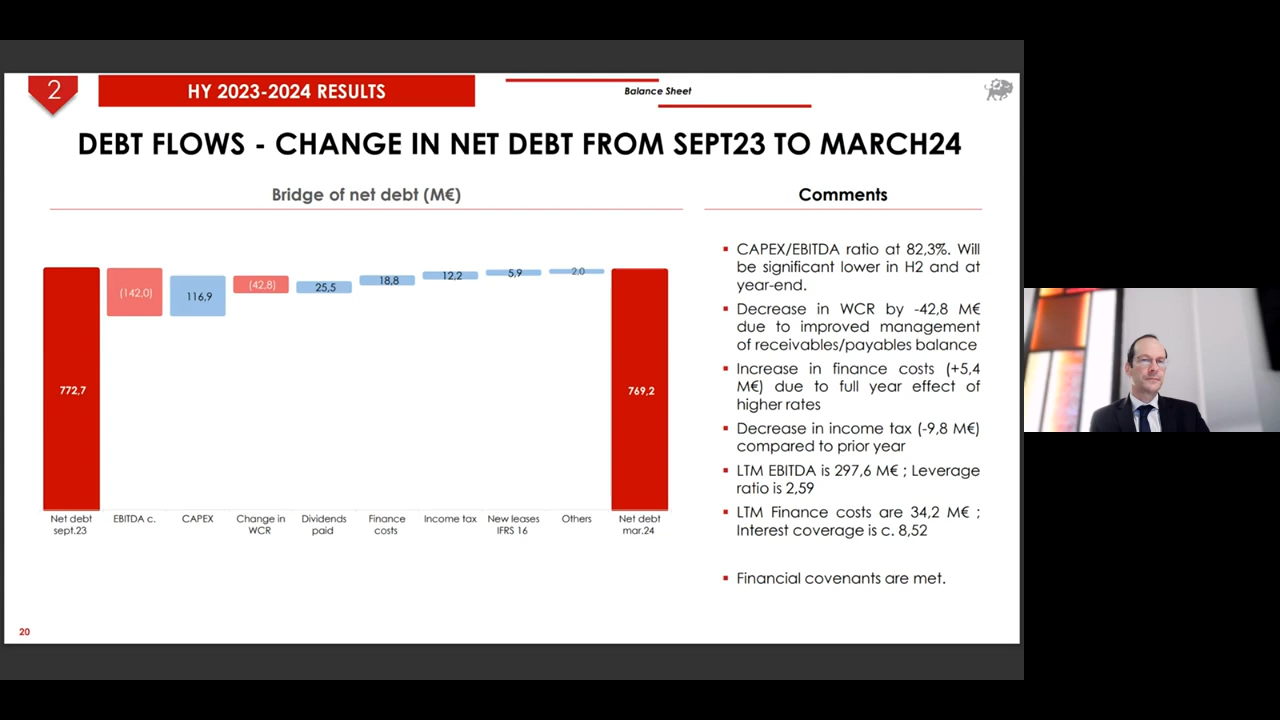 2
HY 2023-2024 RESULTS
Balance Sheet
DEBT FLOWS - CHANGE IN NET DEBT FROM SEPT23 TO MARCH24
Bridge of net debt (M€)
772,7
(142,0)
116,9
(42,8)
25,5
18,8
12,2
5,9
2,0
769,2
Net debt
sept.23
EBITDA c.
CAPEX
Change in
WCR
Dividends
paid
Finance
costs
Income tax
New leases
IFRS 16
Others
Net debt
mar.24
Comments
▪ CAPEX/EBITDA ratio at 82,3%. Will
be significant lower in H2 and at
year-end.
▪ Decrease in WCR by -42,8 M€
due to improved management
of receivables/payables balance
▪ Increase in finance costs (+5,4
M€) due to full year effect of
higher rates
▪ Decrease in income tax (-9,8 M€)
compared to prior year
▪ LTM EBITDA is 297,6 M€ ; Leverage
ratio is 2,59
▪ LTM Finance costs are 34,2 M€ ;
Interest coverage is c. 8,52
▪ Financial covenants are met.
20